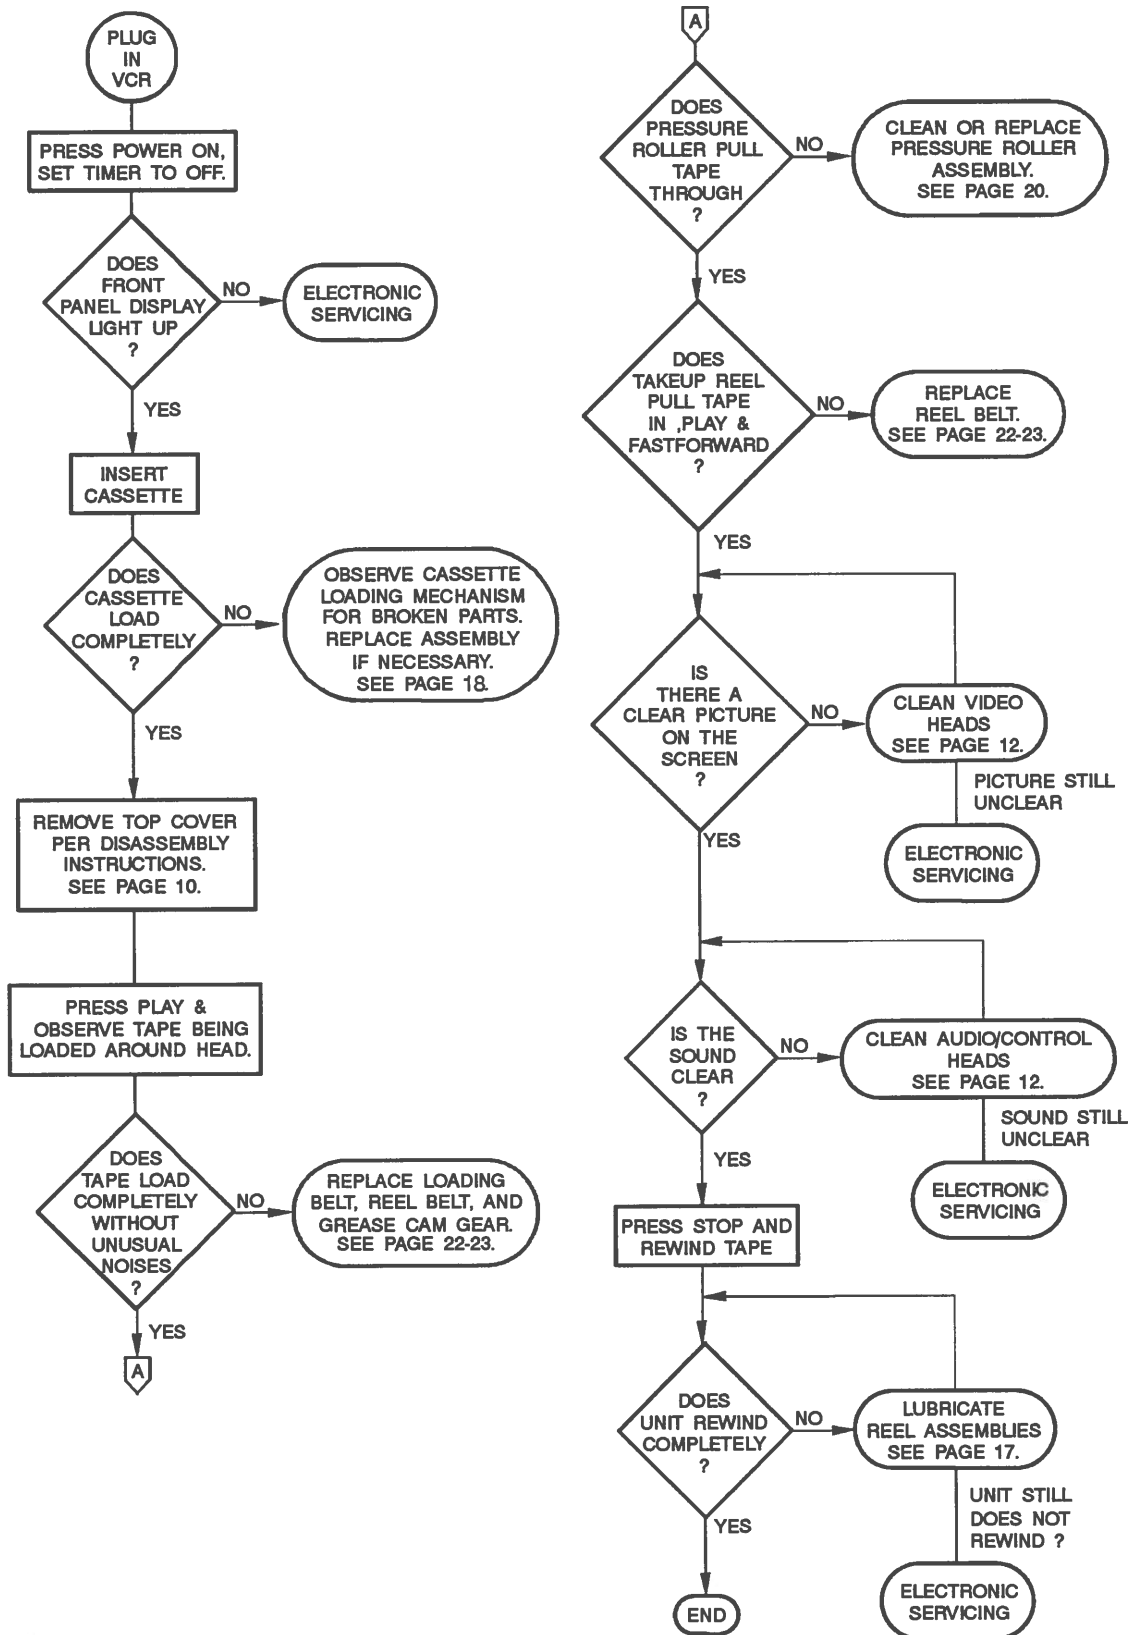 PLUG
IN
VCR
PRESS POWER ON,
SET TIMER TO OFF.
DOES
FRONT
PANEL DISPLAY
LIGHT UP
?
NO
ELECTRONIC
SERVICING
YES
INSERT
CASSETTE
DOES
CASSETTE
LOAD
COMPLETELY
?
NO
OBSERVE CASSETTE
LOADING MECHANISM
FOR BROKEN PARTS.
REPLACE ASSEMBLY
IF NECESSARY.
SEE PAGE 18.
YES
REMOVE TOP COVER
PER DISASSEMBLY
INSTRUCTIONS.
SEE PAGE 10.
PRESS PLAY &
OBSERVE TAPE BEING
LOADED AROUND HEAD.
DOES
TAPE LOAD
COMPLETELY
WITHOUT
UNUSUAL
NOISES
?
NO
REPLACE LOADING
BELT, REEL BELT, AND
GREASE CAM GEAR.
SEE PAGE 22-23.
YES
A
A
DOES
PRESSURE
ROLLER PULL
TAPE
THROUGH
?
NO
CLEAN OR REPLACE
PRESSURE ROLLER
ASSEMBLY.
SEE PAGE 20.
YES
DOES
TAKEUP REEL
PULL TAPE
IN ,PLAY &
FASTFORWARD
?
NO
REPLACE
REEL BELT.
SEE PAGE 22-23.
YES
IS
THERE A
CLEAR PICTURE
ON THE
SCREEN
?
NO
CLEAN VIDEO
HEADS
SEE PAGE 12.
PICTURE STILL
UNCLEAR
ELECTRONIC
SERVICING
YES
IS THE
SOUND
CLEAR
?
NO
CLEAN AUDIO/CONTROL
HEADS
SEE PAGE 12.
SOUND STILL
UNCLEAR
ELECTRONIC
SERVICING
YES
PRESS STOP AND
REWIND TAPE
DOES
UNIT REWIND
COMPLETELY
?
NO
LUBRICATE
REEL ASSEMBLIES
SEE PAGE 17.
UNIT STILL
DOES NOT
REWIND ?
ELECTRONIC
SERVICING
YES
END